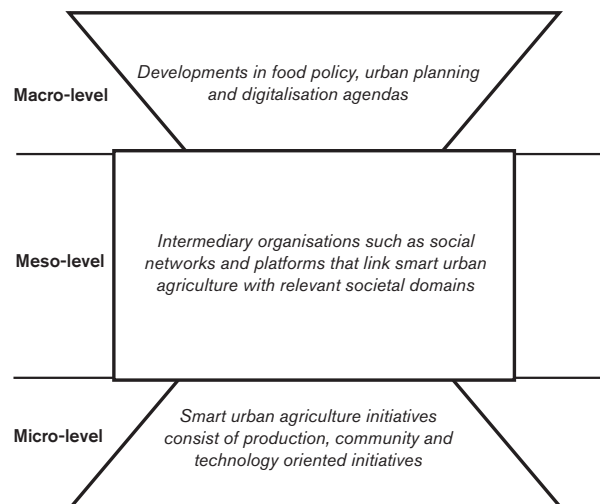 Developments in food policy, urban planning
and digitalisation agendas
Macro-level
Intermediary organisations such as social
networks and platforms that link smart urban
agriculture with relevant societal domains
Meso-level
Smart urban agriculture initiatives
consist of production, community and
technology oriented initiatives
Micro-level